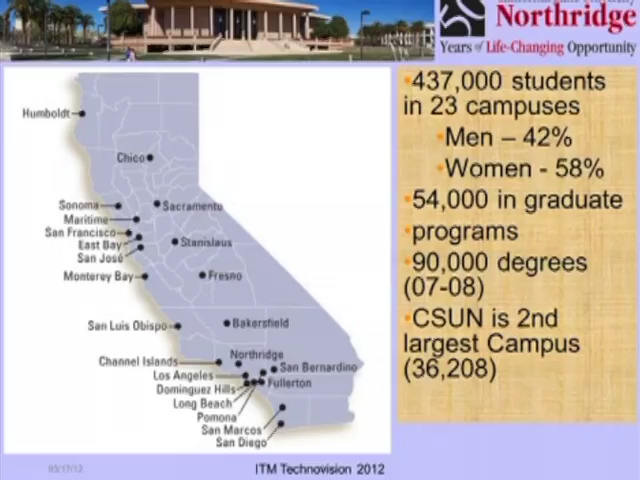 Northridge
Years of Life-Changing Opportunity
Humboldt
Chico
Sonoma
Sacramento
Maritime
San Francisco
East Bay
Stanislaus
San José
Monterey Bay
Fresno
San Luis Obispo
Bakersfield
Channel Islands
Northridge
San Bernardino
Los Angeles
Fullerton
Dominguez Hills
Long Beach
Pomona
San Marcos
San Diego
•437,000 students
in 23 campuses
•Men – 42%
•Women - 58%
•54,000 in graduate
•programs
•90,000 degrees
(07-08)
•CSUN is 2nd
largest Campus
(36,208)
03/17/12
ITM Technovision 2012